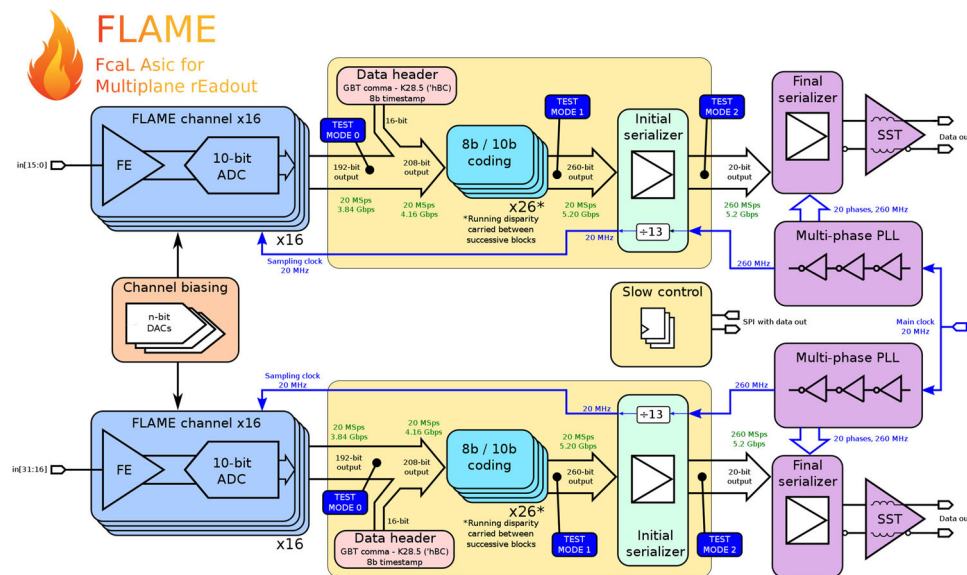 FLAME
FcaL Asic for
Multiplane rEadout
Data header
GBT comma - K28.5 ('hBC)
8b timestamp
Final
serializer
FLAME channel x16
TEST
MODE 0
16-bit
TEST
MODE 1
Initial
serializer
TEST
MODE 2
in[15:0]
FE
10-bit
ADC
192-bit
output
208-bit
output
8b / 10b
coding
260-bit
output
20-bit
output
SST
Data ou
20 MSps
3.84 Gbps
20 MSps
4.16 Gbps
x26*
20 MSps
5.20 Gbps
260 MSps
5.2 Gbps
*Running disparity
carried between
successive blocks
÷13
20 phases, 260 MHz
x16
Sampling clock
20 MHz
20 MHz
260 MHz
Multi-phase PLL
Channel biasing
n-bit
DACs
Slow control
SPI with data out
Main clock
20 MHz
Multi-phase PLL
Sampling clock
20 MHz
20 MHz
÷13
260 MHz
20 phases, 260 MHz
FLAME channel x16
20 MSps
3.84 Gbps
20 MSps
4.16 Gbps
8b / 10b
coding
20 MSps
5.20 Gbps
260 MSps
5.2 Gbps
Final
serializer
in[31:16]
FE
10-bit
ADC
192-bit
output
208-bit
output
260-bit
output
20-bit
output
TEST
MODE 0
16-bit
x26*
*Running disparity
carried between
successive blocks
SST
Data ou
x16
Data header
GBT comma - K28.5 ('hBC)
8b timestamp
TEST
MODE 1
Initial
serializer
TEST
MODE 2